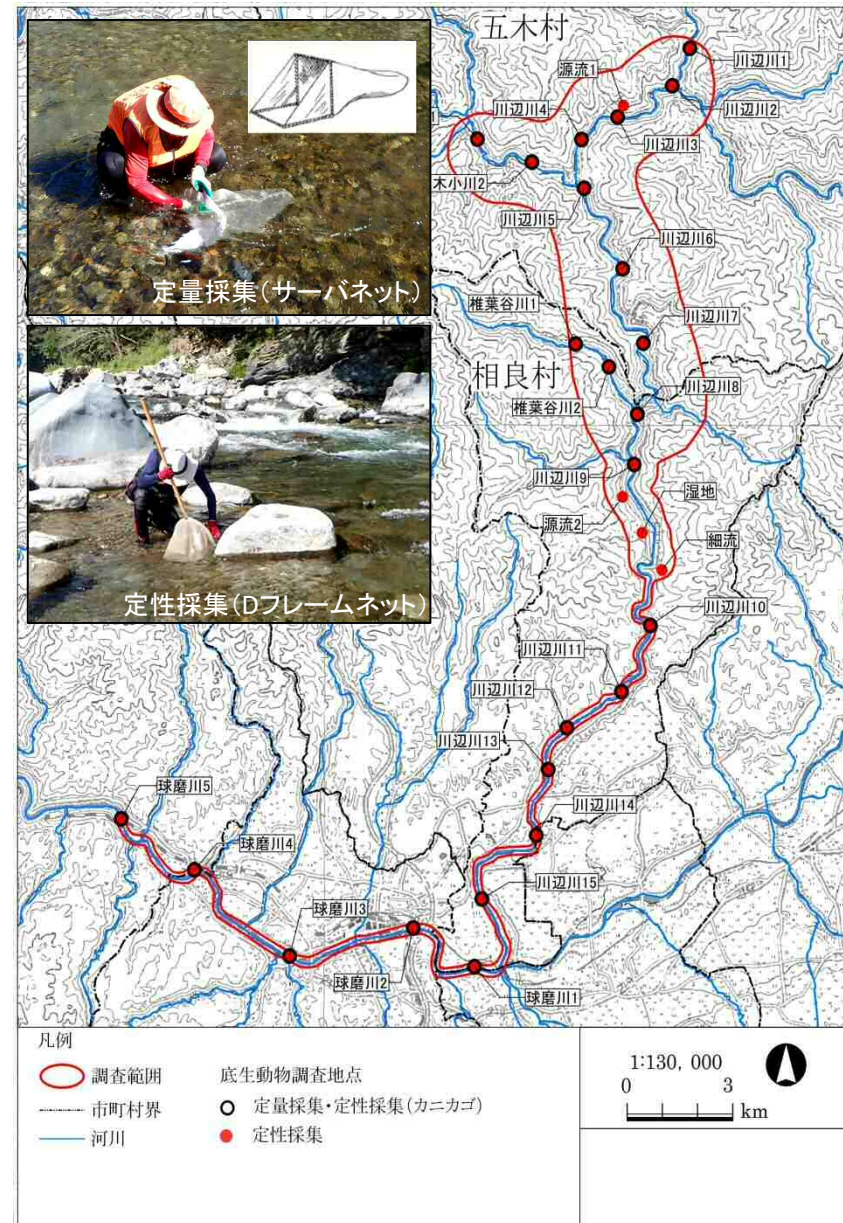 定量採集(サーバネット)
定性採集(Dフレームネット)
五木村
川辺川1
源流1
川辺川2
川辺川4
川辺川3
1
木小川2
川辺川5
川辺川6
椎葉谷川1
川辺川7
相良村
川辺川8
椎葉谷川2
川辺川9
湿地
源流2
細流
川辺川10
川辺川11
川辺川12
川辺川13
川辺川14
球磨川5
球磨川4
川辺川15
球磨川3
球磨川2
球磨川1
凡例
調査範囲
市町村界
河川
底生動物調査地点
定量採集・定性採集(カニカゴ)
定性採集
1:130, 000
0 3
km